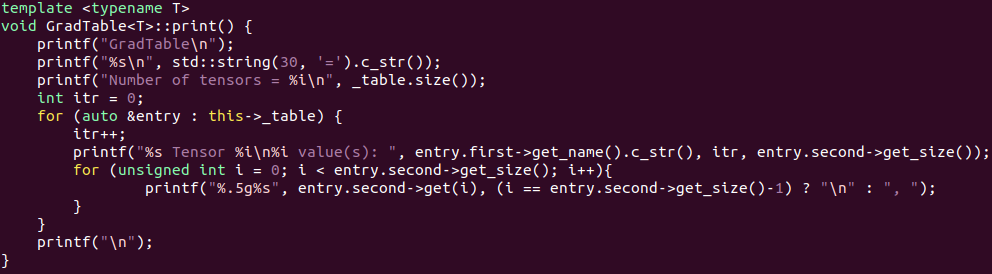 template <typename T>
void GradTable<T>::print() {
    printf("GradTable\n");
    printf("%s\n", std::string(30, '=').c_str());
    printf("Number of tensors = %i\n", _table.size());
    int itr = 0;
    for (auto &entry : this->_table) {
        itr++;
        printf("%s Tensor %i\n%i value(s): ", entry.first->get_name().c_str(), itr, entry.second->get_size());
        for (unsigned int i = 0; i < entry.second->get_size(); i++){
                printf("%.5g%s", entry.second->get(i), (i == entry.second->get_size()-1) ? "\n" : ", ");
        }
    }
    printf("\n");
}